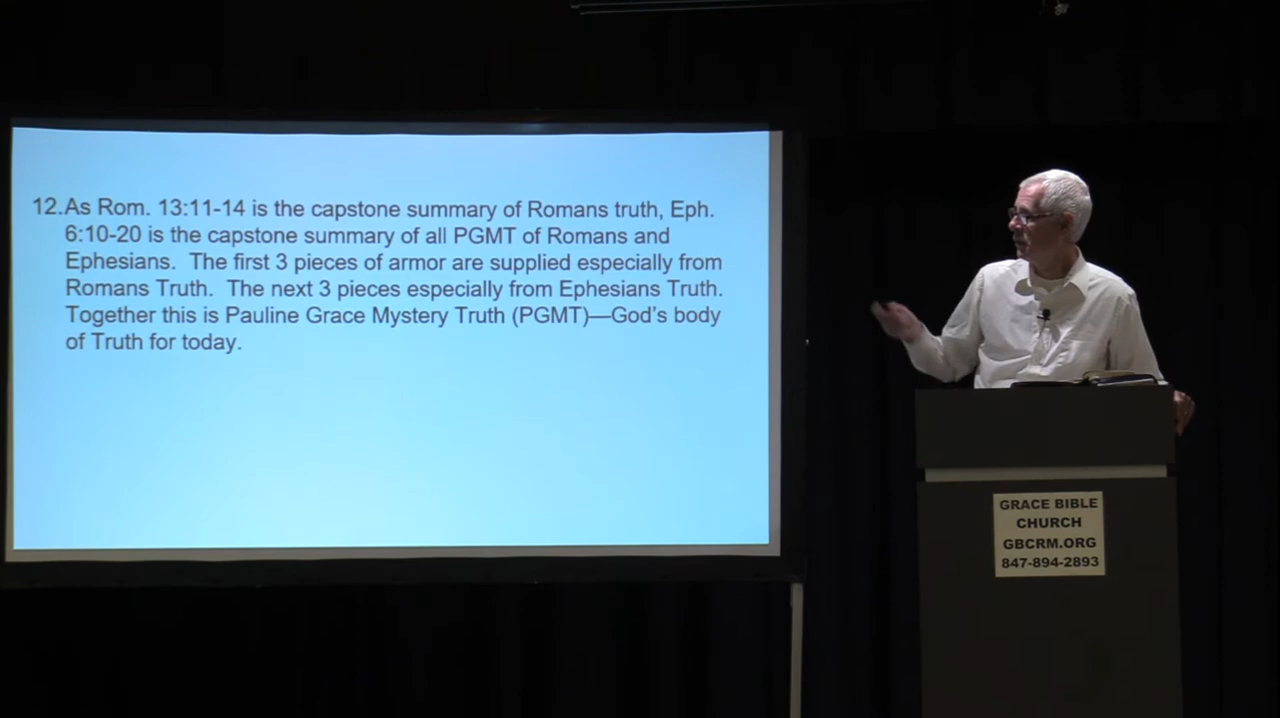 12.As Rom. 13:11-14 is the capstone summary of Romans truth, Eph.
6:10-20 is the capstone summary of all PGMT of Romans and
Ephesians.  The first 3 pieces of armor are supplied especially from
Romans Truth.  The next 3 pieces especially from Ephesians Truth.
Together this is Pauline Grace Mystery Truth (PGMT)—God's body
of Truth for today.
GRACE BIBLE
CHURCH
GBCRM.ORG
847-894-2893